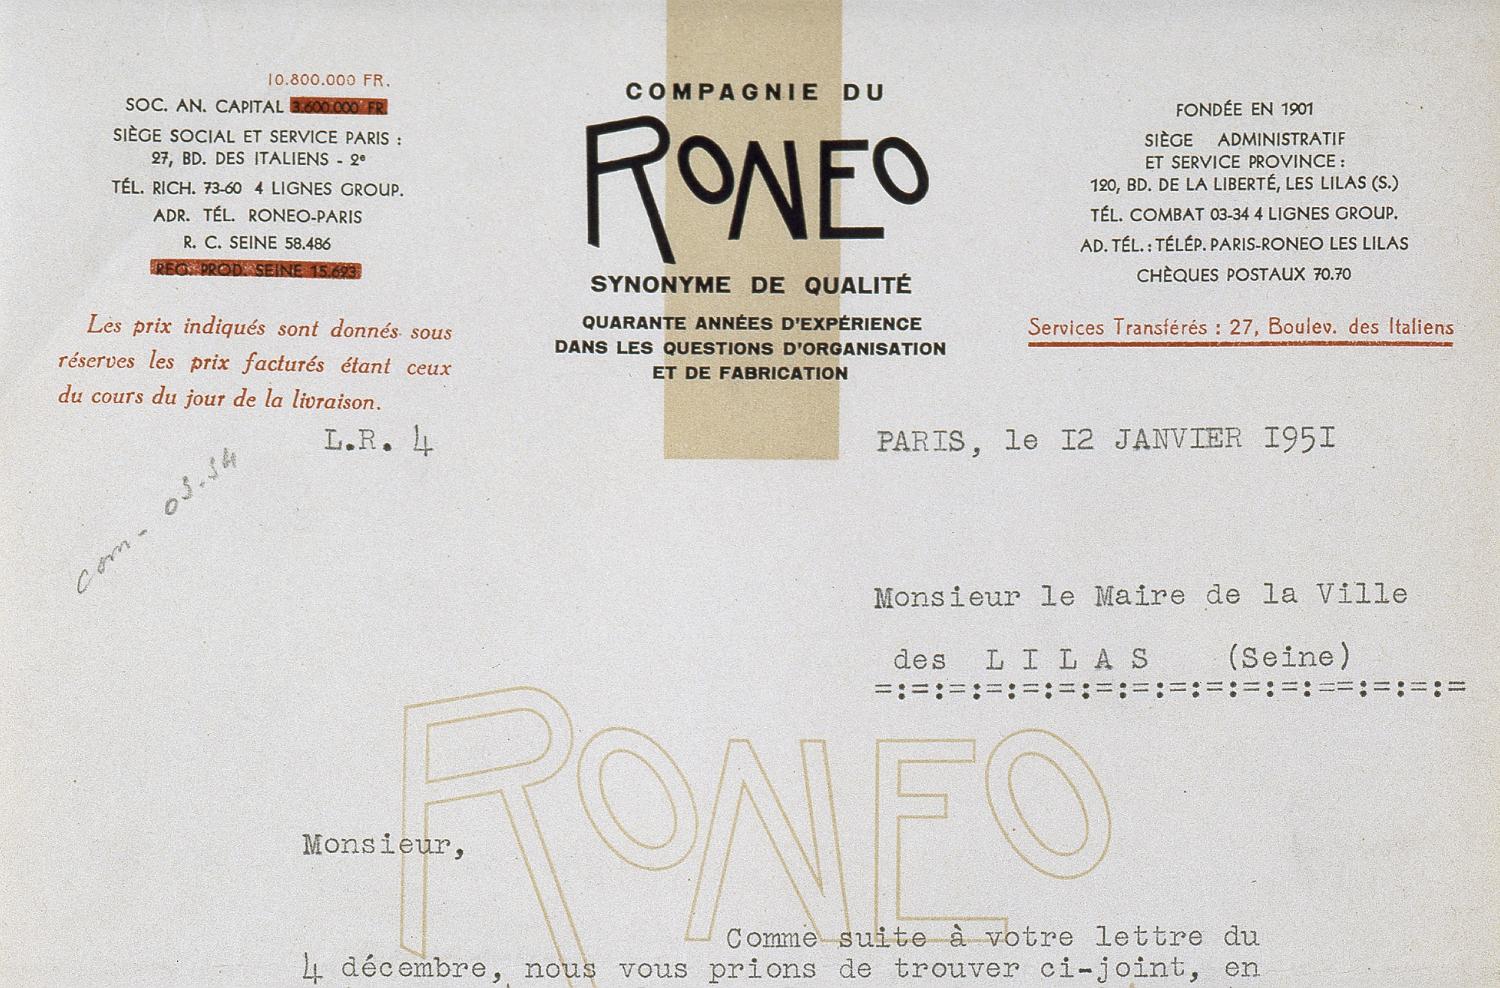 10.800.000 FR.
SOC. AN. CAPITAL 3.600.000 FR
SIÈGE SOCIAL ET SERVICE PARIS :
27, BD. DES ITALIENS - 2e
TÉL. RICH. 73-60 4 LIGNES GROUP.
ADR. TÉL. RONEO-PARIS
R. C. SEINE 58.486
REG. PROD. SEINE 15.693
Les prix indiqués sont donnés sous
réserves les prix facturés étant ceux
du cours du jour de la livraison.
COMPAGNIE DU
RONEO
SYNONYME DE QUALITÉ
QUARANTE ANNÉES D'EXPÉRIENCE
DANS LES QUESTIONS D'ORGANISATION
ET DE FABRICATION
FONDÉE EN 1901
SIÈGE ADMINISTRATIF
ET SERVICE PROVINCE :
120, BD. DE LA LIBERTÉ, LES LILAS (S.)
TÉL. COMBAT 03-34 4 LIGNES GROUP.
AD. TÉL. : TÉLÉP. PARIS-RONEO LES LILAS
CHÈQUES POSTAUX 70.70
Services Transférés : 27, Boulev. des Italiens
L.R. 4
PARIS, le 12 JANVIER 1951
com - 03-34
Monsieur le Maire de la Ville
des L I L A S (Seine)
=:=:=:=:=:=:=:=:=:=:=:=:==:=:=:=
RONEO
Monsieur,
Comme suite à votre lettre du
4 décembre, nous vous prions de trouver ci-joint, en